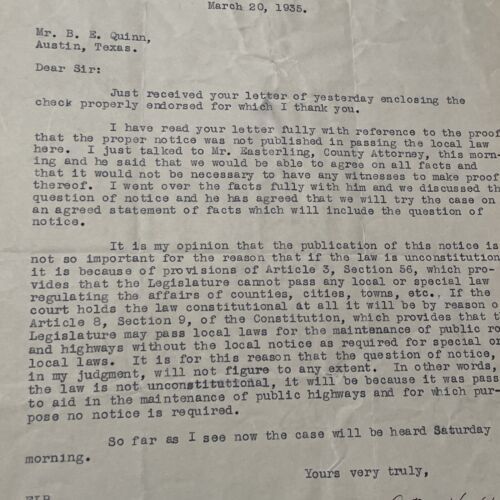 March 20, 1935.
Mr. B. E. Quinn,
Austin, Texas.
Dear Sir:
Just received your letter of yesterday enclosing the
check properly endorsed for which I thank you.
I have read your letter fully with reference to the proof
that the proper notice was not published in passing the local law
here. I just talked to Mr. Easterling, County Attorney, this morn-
ing and he said that we would be able to agree on all facts and
that it would not be necessary to have any witnesses to make proof
thereof. I went over the facts fully with him and we discussed th
question of notice and he has agreed that we will try the case on
an agreed statement of facts which will include the question of
notice.
It is my opinion that the publication of this notice is
not so important for the reason that if the law is unconstitution
it is because of provisions of Article 3, Section 56, which pro-
vides that the Legislature cannot pass any local or special law
regulating the affairs of counties, cities, towns, etc.. If the
court holds the law constitutional at all it will be by reason o
Article 8, Section 9, of the Constitution, which provides that t
Legislature may pass local laws for the maintenance of public ro
and highways without the local notice as required for special or
local laws. It is for this reason that the question of notice,
in my judgment, will not figure to any extent. In other words,
the law is not unconstitutional, it will be because it was pass
to aid in the maintenance of public highways and for which pur-
pose no notice is required.
So far as I see now the case will be heard Saturday
morning.
Yours very truly,